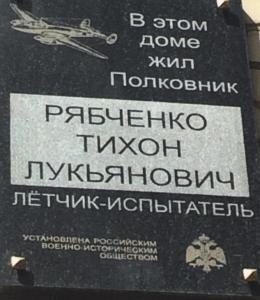 В этом
доме
жил
Полковник
РЯБЧЕНКО
ТИХОН
ЛУКЬЯНОВИЧ
ЛЁТЧИК-ИСПЫТАТЕЛЬ
УСТАНОВЛЕНА РОССИЙСКИМ
ВОЕННО-ИСТОРИЧЕСКИМ
ОБЩЕСТВОМ